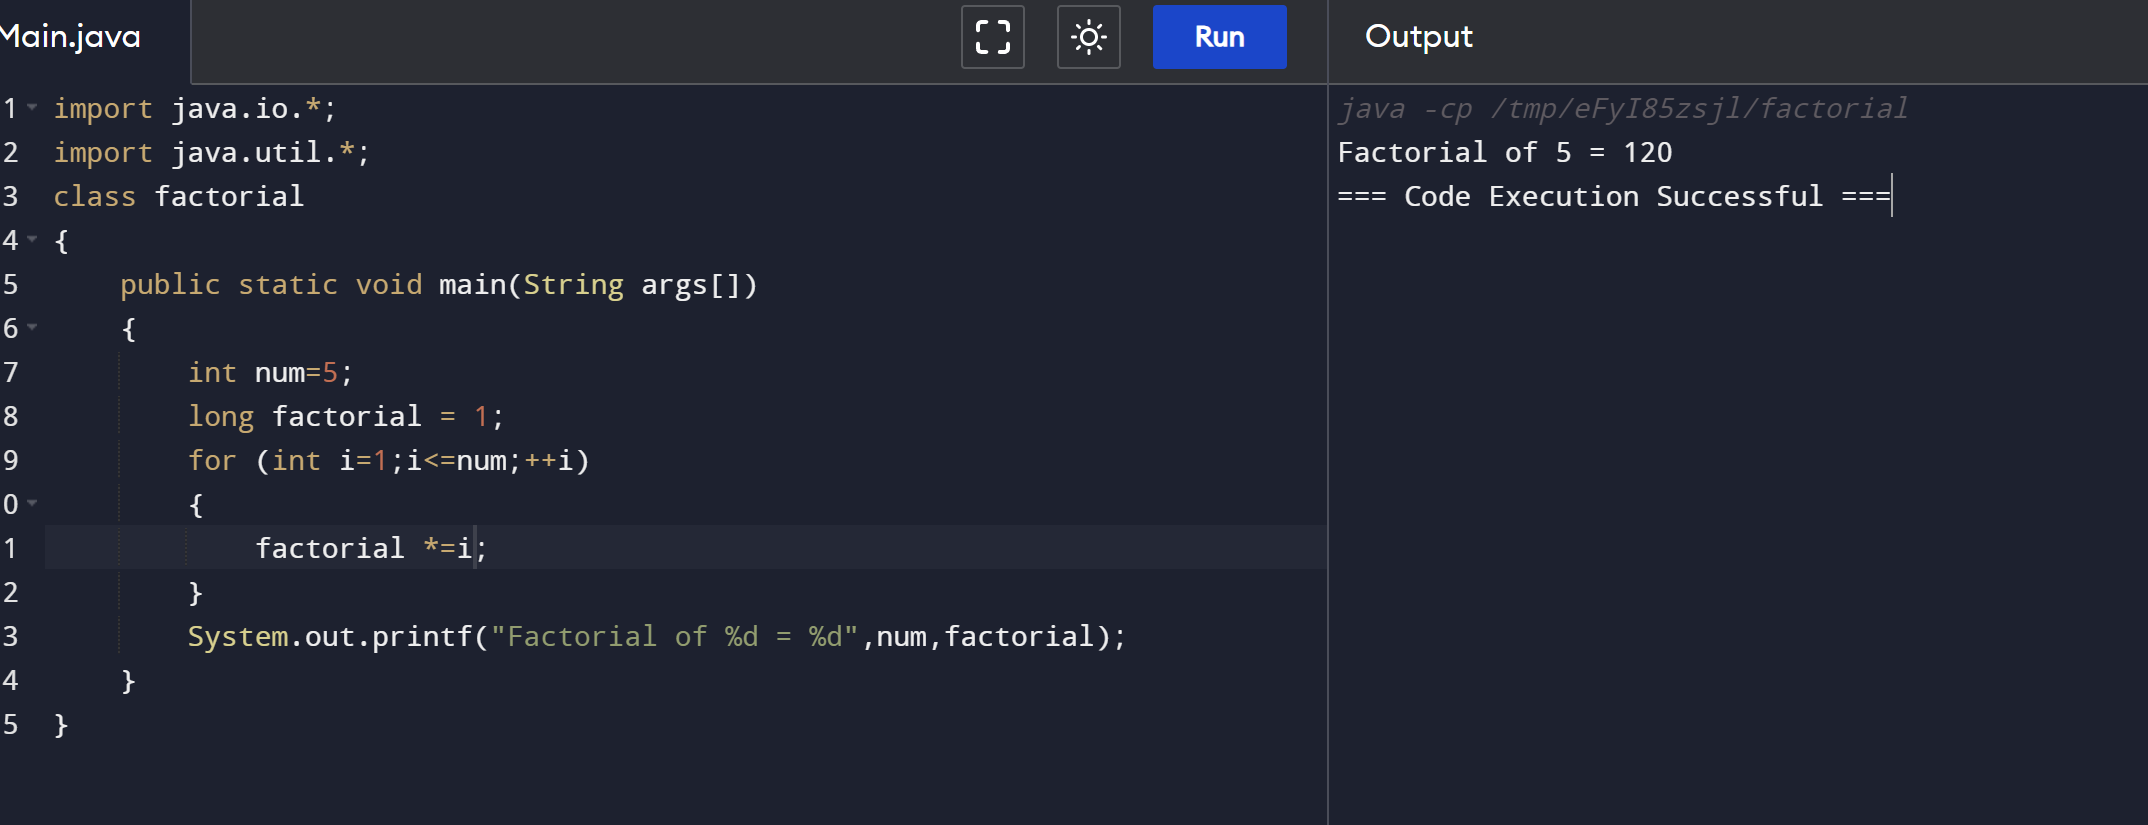 Main.java
Run
Output
1 import java.io.*;
2 import java.util.*;
3 class factorial
4 {
5     public static void main(String args[])
6     {
7         int num=5;
8         long factorial = 1;
9         for (int i=1;i<=num;++i)
0         {
1             factorial *=i;
2         }
3         System.out.printf("Factorial of %d = %d",num,factorial);
4     }
5 }
java -cp /tmp/eFyI85zsjl/factorial
Factorial of 5 = 120
=== Code Execution Successful ===